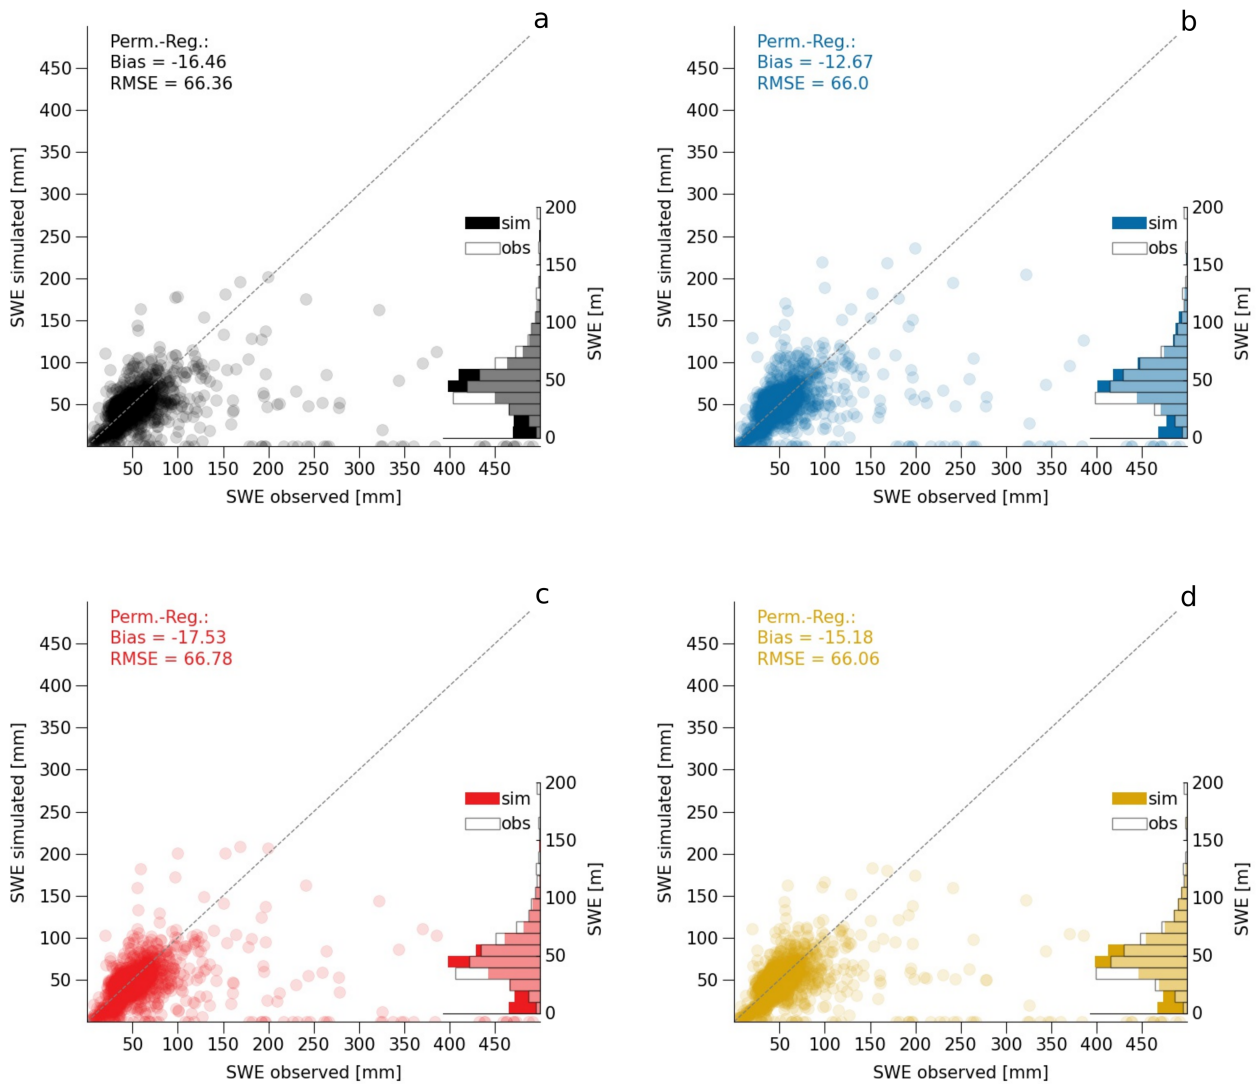 a
Perm.-Reg.:
Bias = -16.46
RMSE = 66.36
SWE simulated [mm]
450
400
350
300
250
200
150
100
50
50 100 150 200 250 300 350 400 450
SWE observed [mm]
sim
obs
200
150
100
50
0
SWE [m]
b
Perm.-Reg.:
Bias = -12.67
RMSE = 66.0
SWE simulated [mm]
450
400
350
300
250
200
150
100
50
50 100 150 200 250 300 350 400 450
SWE observed [mm]
sim
obs
200
150
100
50
0
SWE [m]
c
Perm.-Reg.:
Bias = -17.53
RMSE = 66.78
SWE simulated [mm]
450
400
350
300
250
200
150
100
50
50 100 150 200 250 300 350 400 450
SWE observed [mm]
sim
obs
200
150
100
50
0
SWE [m]
d
Perm.-Reg.:
Bias = -15.18
RMSE = 66.06
SWE simulated [mm]
450
400
350
300
250
200
150
100
50
50 100 150 200 250 300 350 400 450
SWE observed [mm]
sim
obs
200
150
100
50
0
SWE [m]